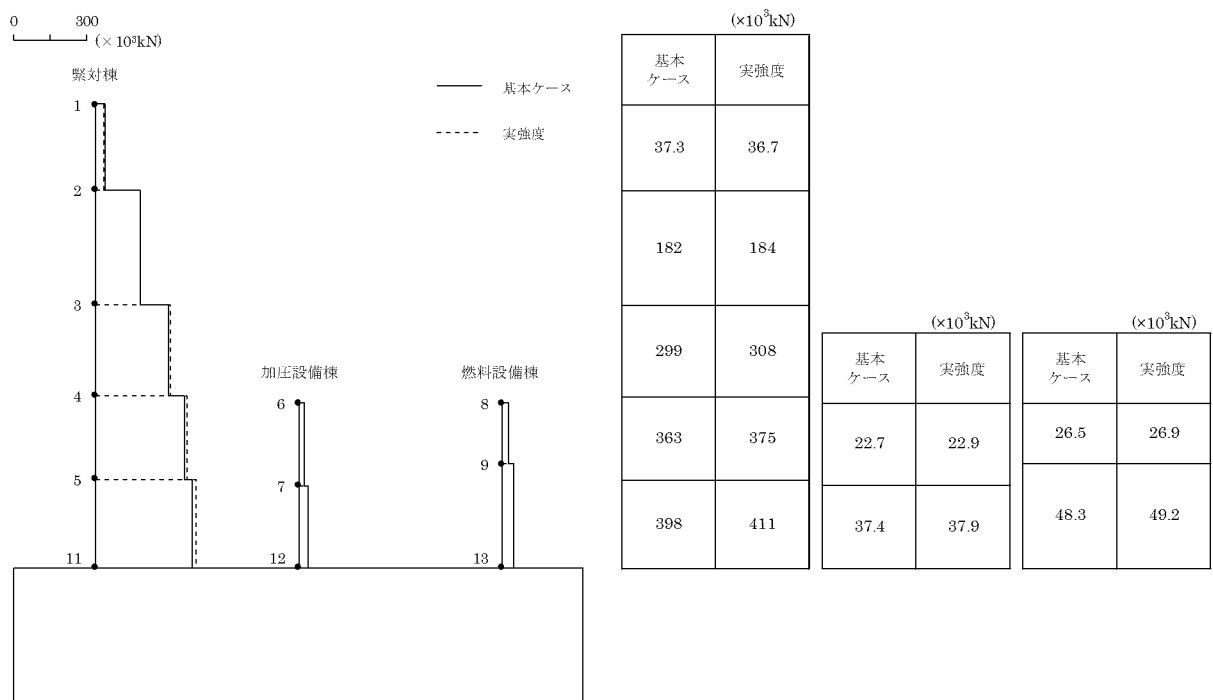 0 300
(×10³kN)
緊対棟
1
2
3
4
5
11
基本ケース
実強度
加圧設備棟
6
7
12
燃料設備棟
8
9
13
(×10³kN)
基本
ケース
実強度
37.3 36.7
182 184
299 308
363 375
398 411
(×10³kN)
基本
ケース
実強度
22.7 22.9
37.4 37.9
(×10³kN)
基本
ケース
実強度
26.5 26.9
48.3 49.2